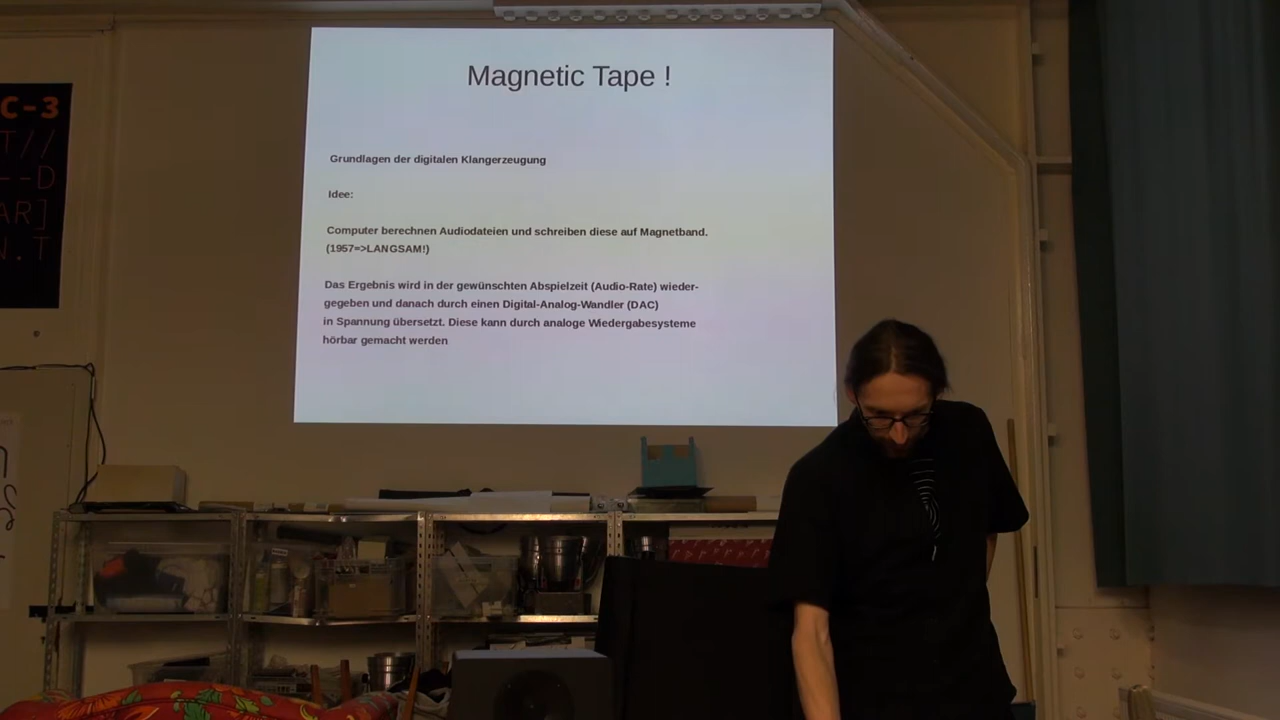 Magnetic Tape !
Grundlagen der digitalen Klangerzeugung
Idee:
Computer berechnen Audiodateien und schreiben diese auf Magnetband.
(1957=>LANGSAM!)
Das Ergebnis wird in der gewünschten Abspielzeit (Audio-Rate) wieder-
gegeben und danach durch einen Digital-Analog-Wandler (DAC)
in Spannung übersetzt. Diese kann durch analoge Wiedergabesysteme
hörbar gemacht werden
C-3
T//
--D
AR]
N.T